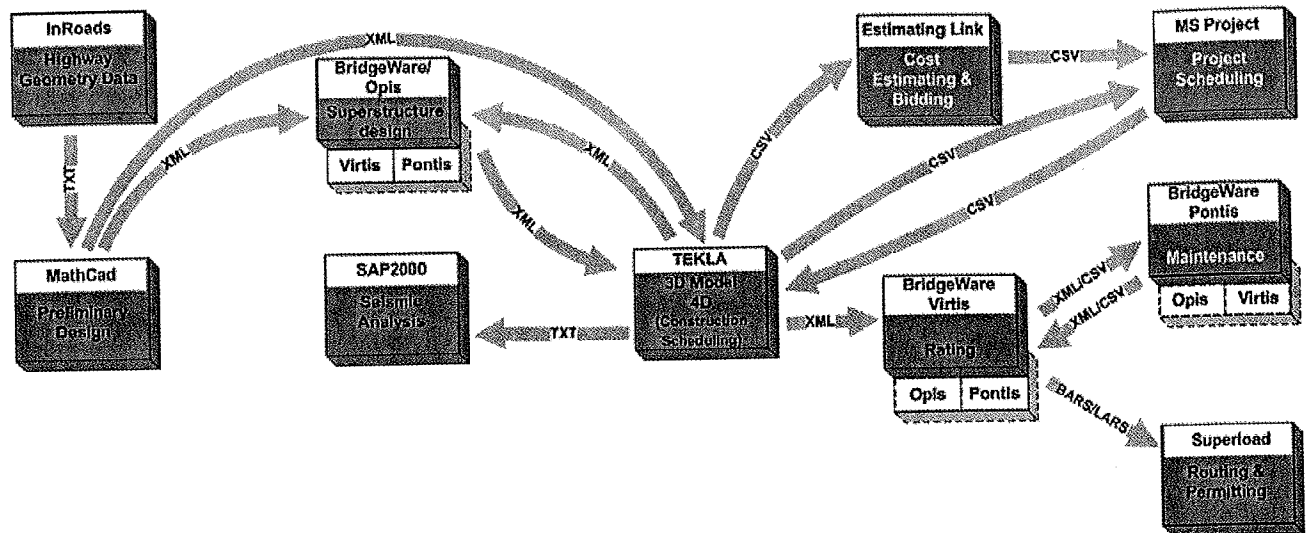 InRoads
Highway
Geometry Data
TXT
MathCad
Preliminary
Design
XML
XML
BridgeWare/
Opis
Superstructure
design
Virtis Pontis
XML
XML
SAP2000
Seismic
Analysis
TXT
TEKLA
3D Model
4D
(Construction
Scheduling)
CSV
Estimating Link
Cost
Estimating &
Bidding
CSV
MS Project
Project
Scheduling
CSV
CSV
XML
BridgeWare
Virtis
Rating
Opis Pontis
XML/CSV
XML/CSV
BridgeWare
Pontis
Maintenance
Opis Virtis
BARS/LARS
Superload
Routing &
Permitting